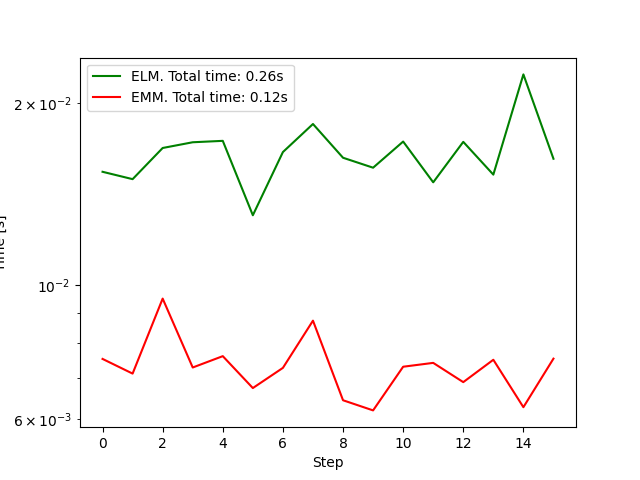 ELM. Total time: 0.26s
EMM. Total time: 0.12s
2 × 10⁻²
10⁻²
6 × 10⁻³
0 2 4 6 8 10 12 14
Step